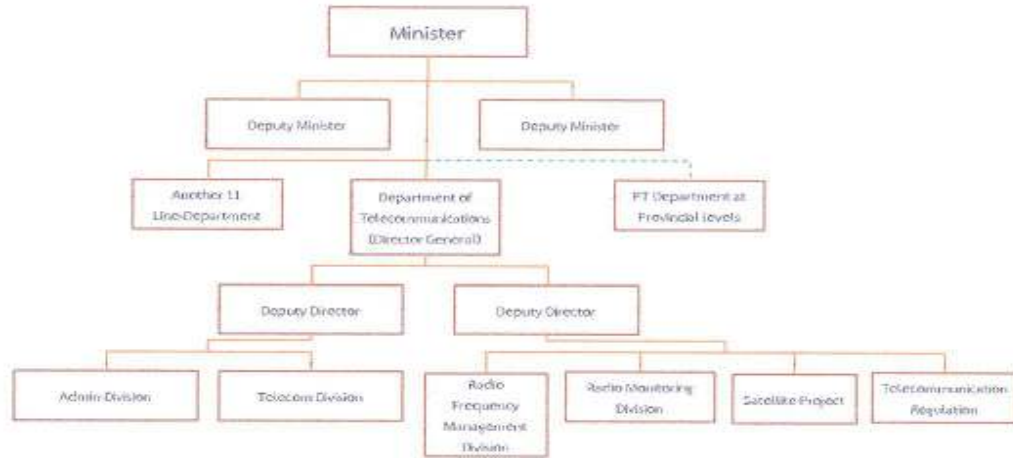 Minister
Deputy Minister
Deputy Minister
Another 11
Line-Department
Department of
Telecommunications
(Director General)
PT Department at
Provincial Levels
Deputy Director
Deputy Director
Admin Division
Telecom Division
Radio
Frequency
Management
Division
Radio Monitoring
Division
Satellite Project
Telecommunication
Regulation